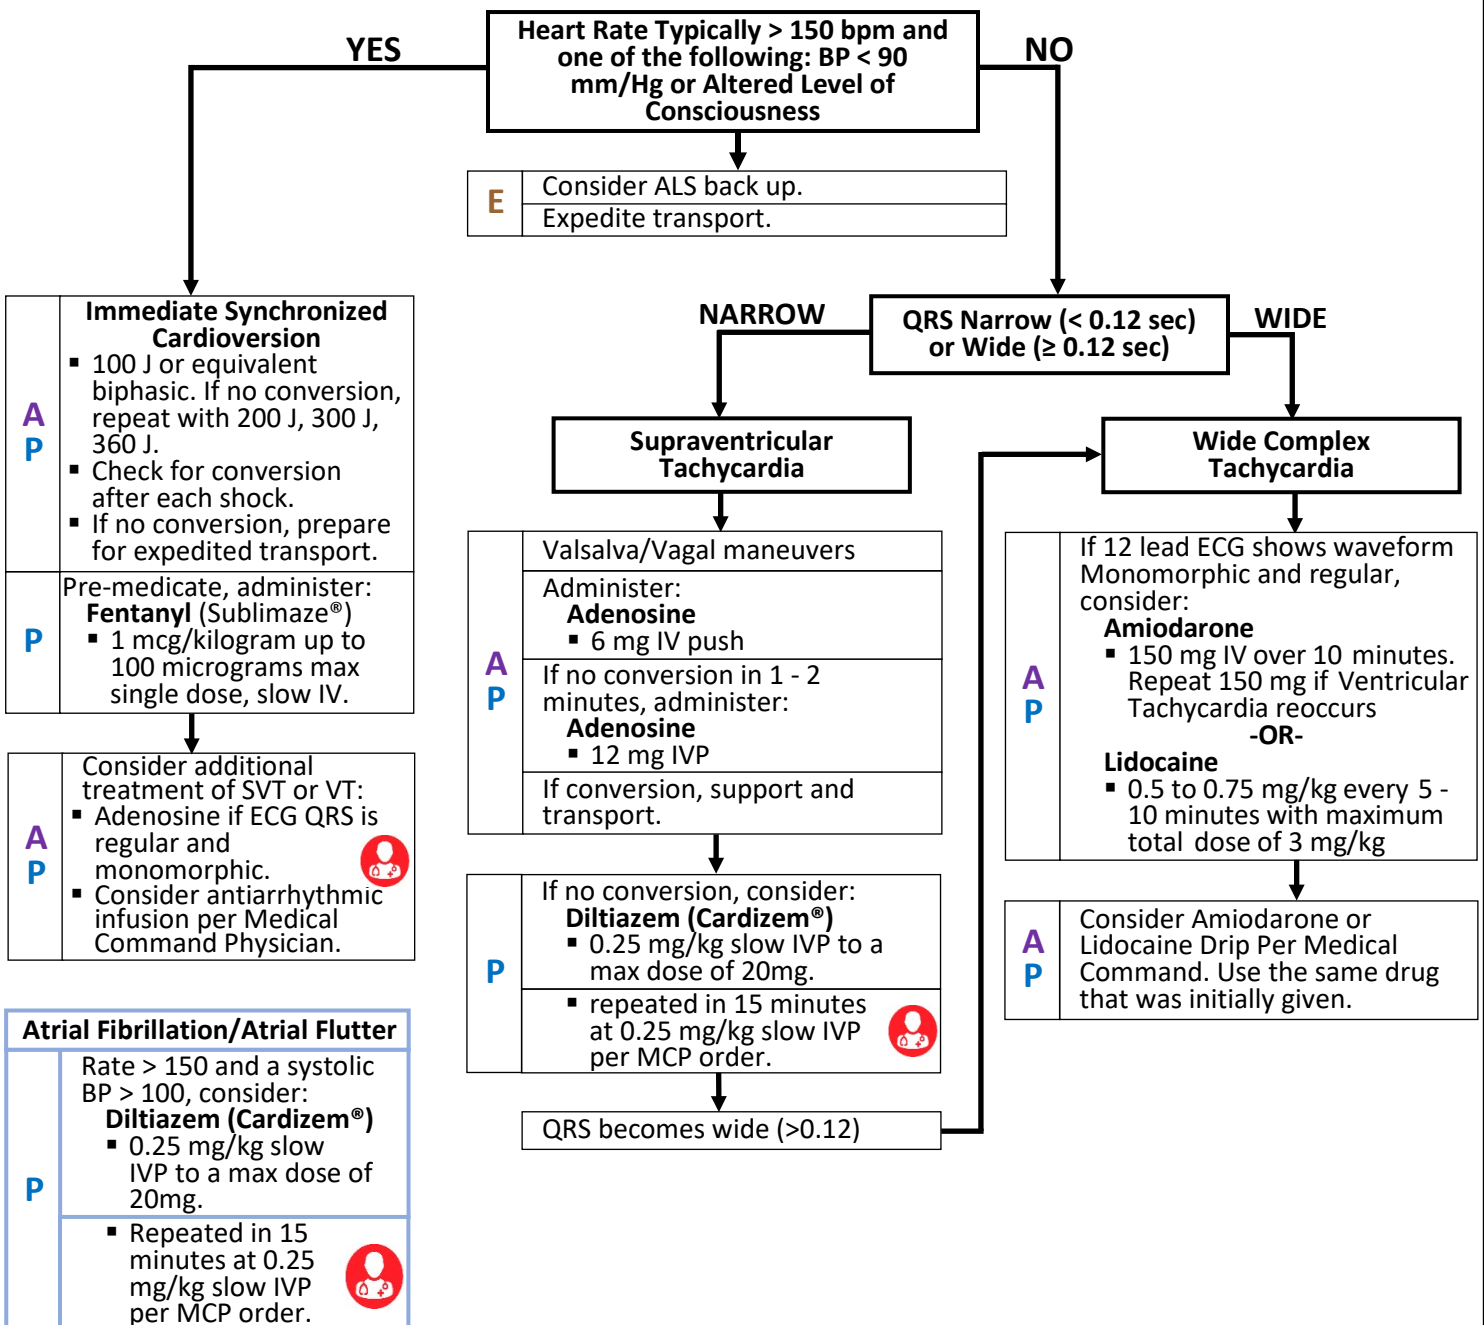 Heart Rate Typically > 150 bpm and
one of the following: BP < 90
mm/Hg or Altered Level of
Consciousness
YES
NO
E
Consider ALS back up.
Expedite transport.
A
P
Immediate Synchronized
Cardioversion
▪ 100 J or equivalent
biphasic. If no conversion,
repeat with 200 J, 300 J,
360 J.
▪ Check for conversion
after each shock.
▪ If no conversion, prepare
for expedited transport.
P
Pre-medicate, administer:
Fentanyl (Sublimaze®)
▪ 1 mcg/kilogram up to
100 micrograms max
single dose, slow IV.
A
P
Consider additional
treatment of SVT or VT:
▪ Adenosine if ECG QRS is
regular and
monomorphic.
▪ Consider antiarrhythmic
infusion per Medical
Command Physician.
Atrial Fibrillation/Atrial Flutter
P
Rate > 150 and a systolic
BP > 100, consider:
Diltiazem (Cardizem®)
▪ 0.25 mg/kg slow
IVP to a max dose of
20mg.
▪ Repeated in 15
minutes at 0.25
mg/kg slow IVP
per MCP order.
QRS Narrow (< 0.12 sec)
or Wide (≥ 0.12 sec)
NARROW
WIDE
Supraventricular
Tachycardia
A
P
Valsalva/Vagal maneuvers
Administer:
Adenosine
▪ 6 mg IV push
If no conversion in 1 - 2
minutes, administer:
Adenosine
▪ 12 mg IVP
If conversion, support and
transport.
P
If no conversion, consider:
Diltiazem (Cardizem®)
▪ 0.25 mg/kg slow IVP to a
max dose of 20mg.
▪ repeated in 15 minutes
at 0.25 mg/kg slow IVP
per MCP order.
QRS becomes wide (>0.12)
Wide Complex
Tachycardia
A
P
If 12 lead ECG shows waveform
Monomorphic and regular,
consider:
Amiodarone
▪ 150 mg IV over 10 minutes.
Repeat 150 mg if Ventricular
Tachycardia reoccurs
-OR-
Lidocaine
▪ 0.5 to 0.75 mg/kg every 5 -
10 minutes with maximum
total dose of 3 mg/kg
A
P
Consider Amiodarone or
Lidocaine Drip Per Medical
Command. Use the same drug
that was initially given.